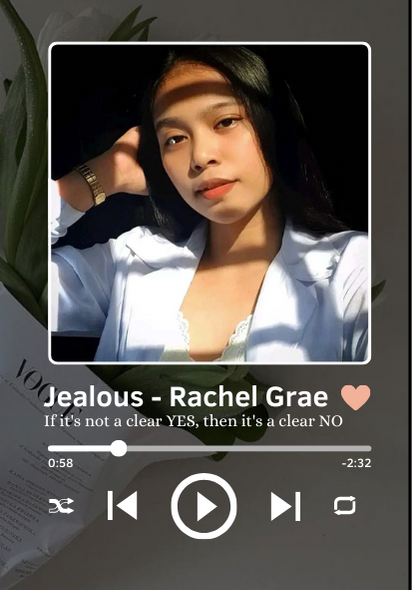 VOGUE
Jealous - Rachel Grae
If it's not a clear YES, then it's a clear NO
0:58
-2:32